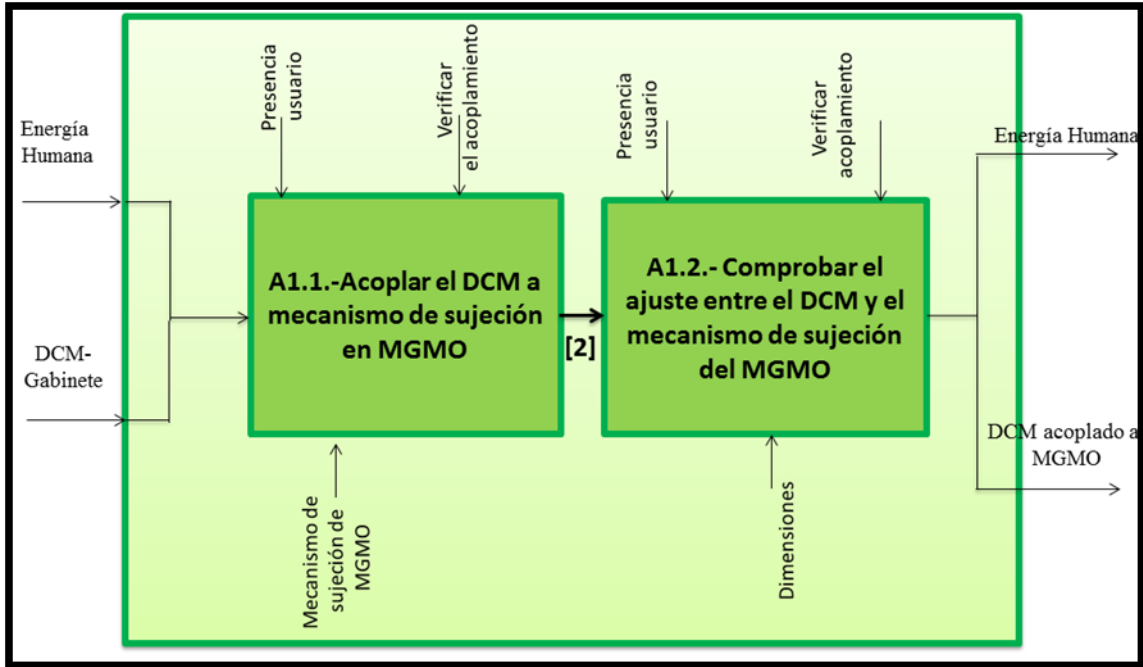 Energía
Humana
DCM-
Gabinete
Presencia
usuario
Verificar
el acoplamiento
A1.1.-Acoplar el DCM a
mecanismo de sujeción
en MGMO
Mecanismo de
sujeción de
MGMO
[2]
Presencia
usuario
Verificar
acoplamiento
A1.2.- Comprobar el
ajuste entre el DCM y el
mecanismo de sujeción
del MGMO
Dimensiones
Energía Humana
DCM acoplado a
MGMO